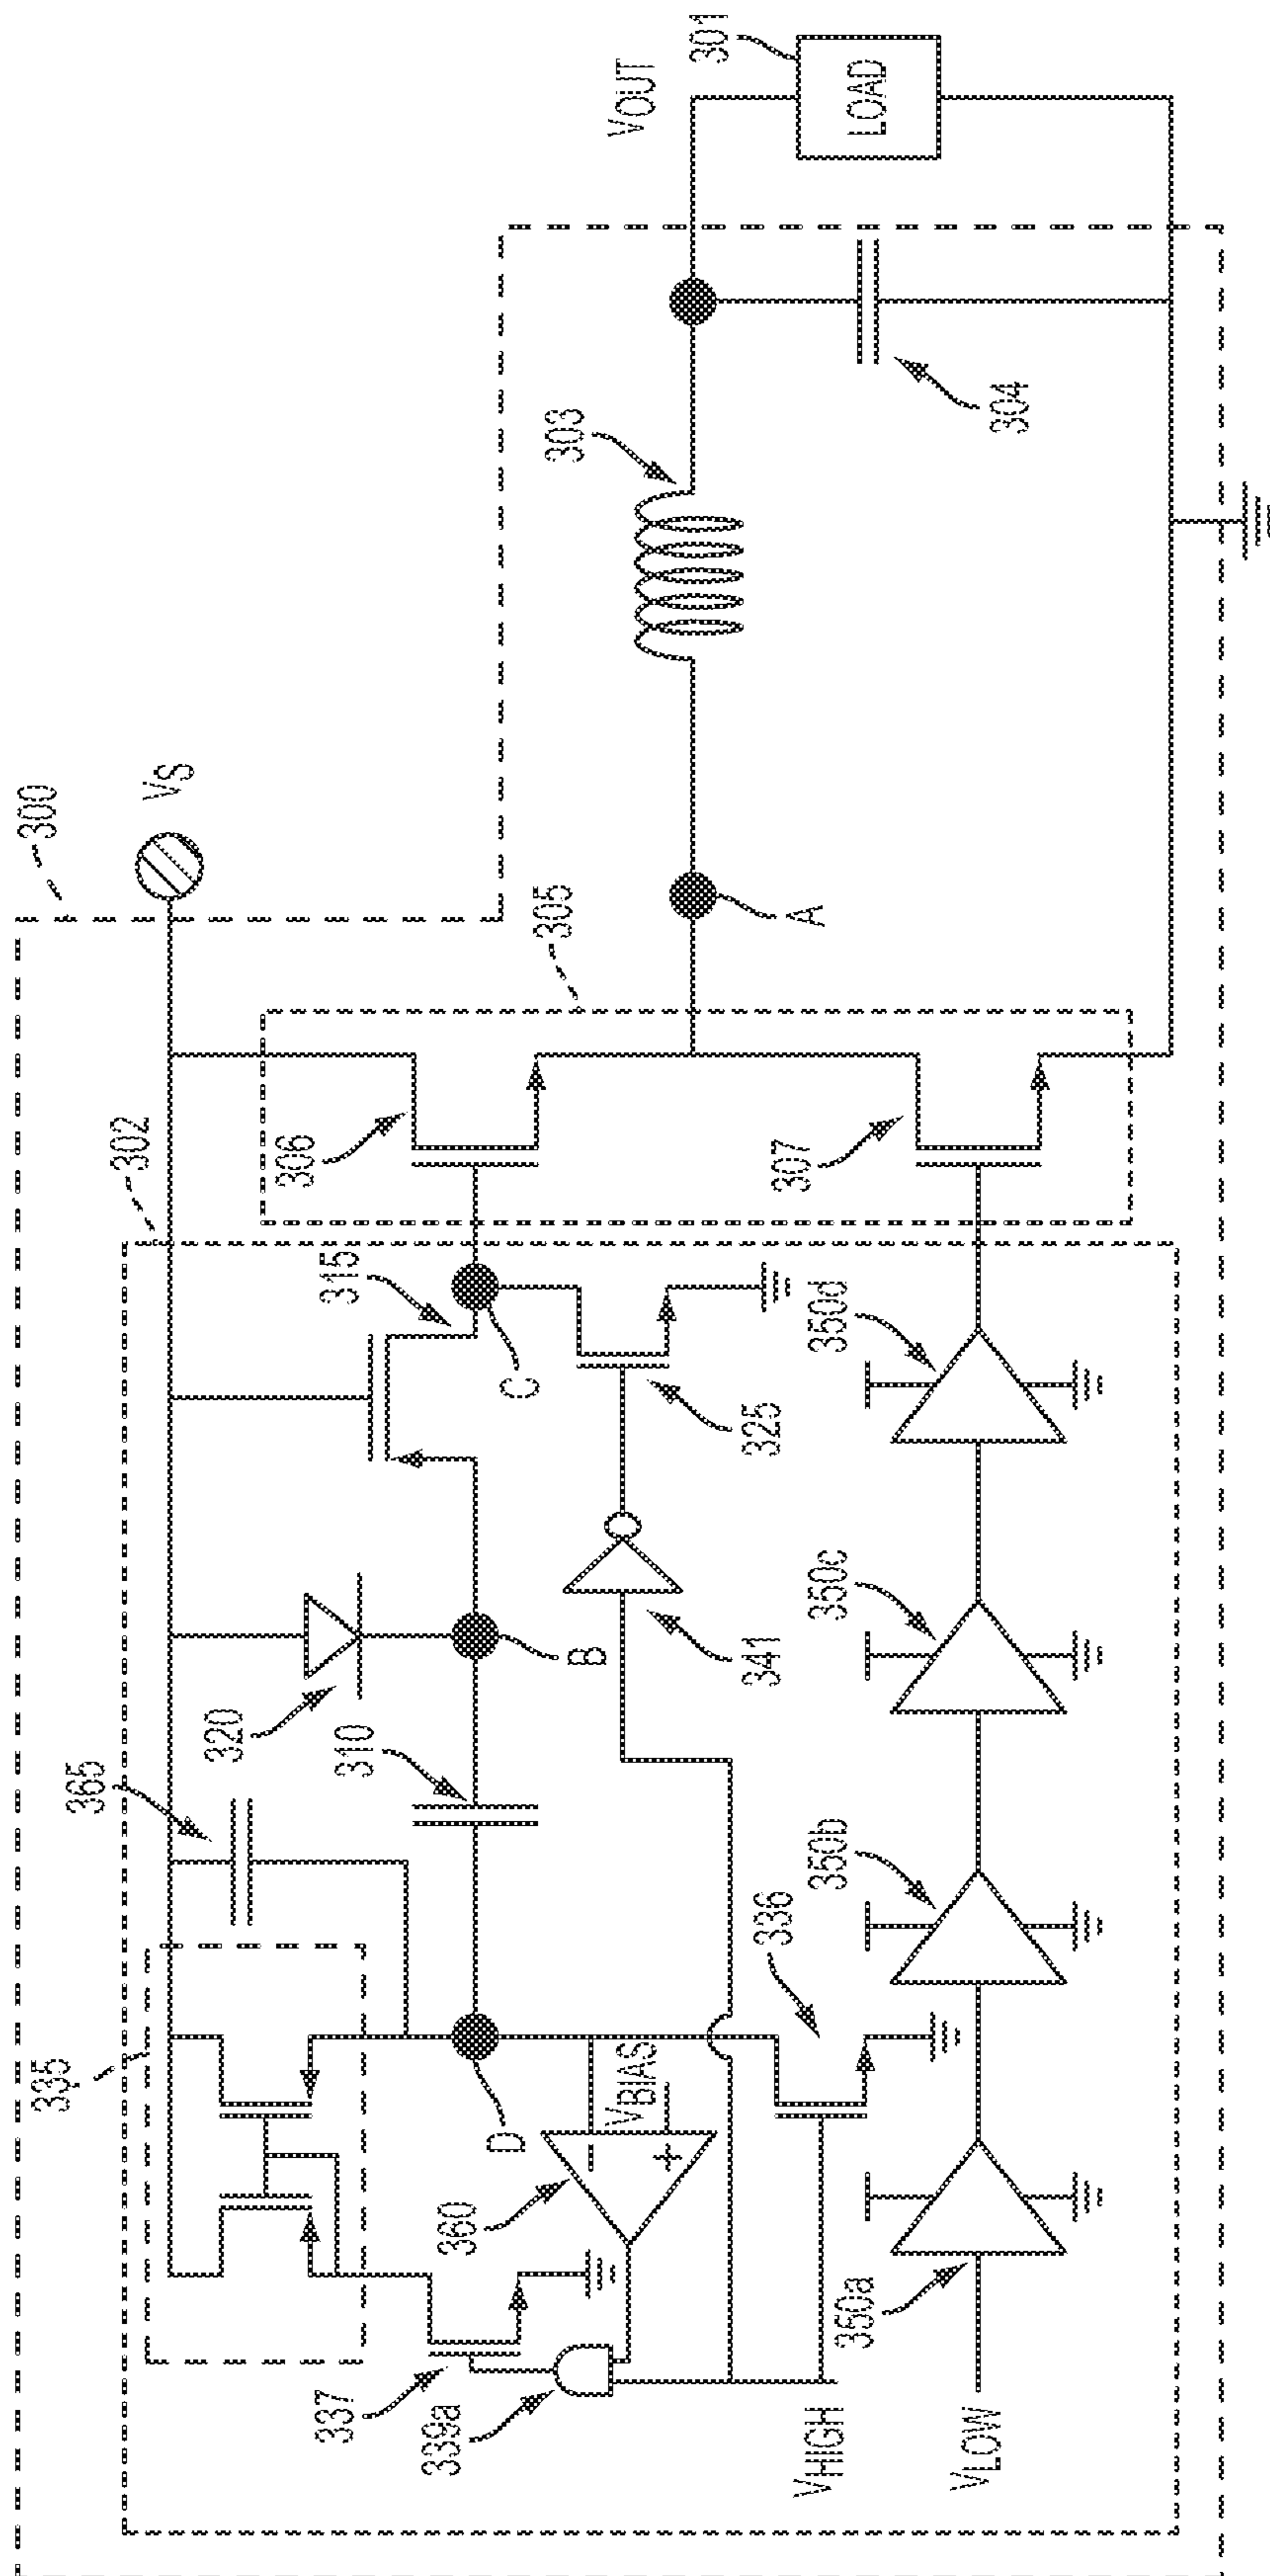 300
VS
302
335
365
320
310
315
306
305
303
VOUT
301
LOAD
304
A
B
C
D
325
341
307
337
339a
360
VBIAS
336
VHIGH
VLOW
350a
350b
350c
350d
−
+